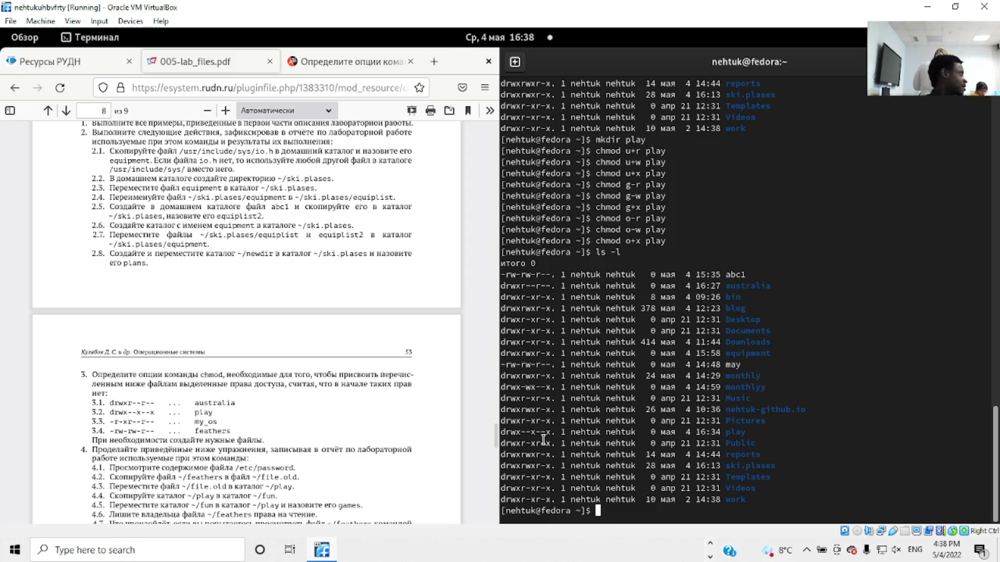 nehtukuhbvfrty [Running] - Oracle VM VirtualBox
File Machine View Input Devices Help
Обзор Терминал Ср, 4 мая 16:38
Ресурсы РУДН 005-lab_files.pdf Определите опции кома
https://esystem.rudn.ru/pluginfile.php/1383310/mod_resource/c
8 из 9 Автоматически
1. Выполните все примеры, приведённые в первой части описания лабораторной работы.
2. Выполните следующие действия, зафиксировав в отчёте по лабораторной работе
используемые при этом команды и результаты их выполнения:
2.1. Скопируйте файл /usr/include/sys/io.h в домашний каталог и назовите его
equipment. Если файла io.h нет, то используйте любой другой файл в каталоге
/usr/include/sys/ вместо него.
2.2. В домашнем каталоге создайте директорию ~/ski.plases.
2.3. Переместите файл equipment в каталог ~/ski.plases.
2.4. Переименуйте файл ~/ski.plases/equipment в ~/ski.plases/equiplist.
2.5. Создайте в домашнем каталоге файл abc1 и скопируйте его в каталог
~/ski.plases, назовите его equiplist2.
2.6. Создайте каталог с именем equipment в каталоге ~/ski.plases.
2.7. Переместите файлы ~/ski.plases/equiplist и equiplist2 в каталог
~/ski.plases/equipment.
2.8. Создайте и переместите каталог ~/newdir в каталог ~/ski.plases и назовите
его plans.
Кулябов Д. С. и др. Операционные системы 53
3. Определите опции команды chmod, необходимые для того, чтобы присвоить перечис-
ленным ниже файлам выделенные права доступа, считая, что в начале таких прав
нет:
3.1. drwxr--r-- ... australia
3.2. drwx--x--x ... play
3.3. -r-xr--r-- ... my_os
3.4. -rw-rw-r-- ... feathers
При необходимости создайте нужные файлы.
4. Проделайте приведённые ниже упражнения, записывая в отчёт по лабораторной
работе используемые при этом команды:
4.1. Просмотрите содержимое файла /etc/password.
4.2. Скопируйте файл ~/feathers в файл ~/file.old.
4.3. Переместите файл ~/file.old в каталог ~/play.
4.4. Скопируйте каталог ~/play в каталог ~/fun.
4.5. Переместите каталог ~/fun в каталог ~/play и назовите его games.
4.6. Лишите владельца файла ~/feathers права на чтение.
nehtuk@fedora:~
drwxrwxr-x. 1 nehtuk nehtuk 14 мая 4 14:44 reports
drwxrwxr-x. 1 nehtuk nehtuk 28 мая 4 16:13 ski.plases
drwxr-xr-x. 1 nehtuk nehtuk 0 апр 21 12:31 Templates
drwxr-xr-x. 1 nehtuk nehtuk 0 апр 21 12:31 Videos
drwxr-xr-x. 1 nehtuk nehtuk 10 мая 2 14:38 work
[nehtuk@fedora ~]$ mkdir play
[nehtuk@fedora ~]$ chmod u+r play
[nehtuk@fedora ~]$ chmod u+w play
[nehtuk@fedora ~]$ chmod u+x play
[nehtuk@fedora ~]$ chmod g-r play
[nehtuk@fedora ~]$ chmod g-w play
[nehtuk@fedora ~]$ chmod g+x play
[nehtuk@fedora ~]$ chmod o-r play
[nehtuk@fedora ~]$ chmod o-w play
[nehtuk@fedora ~]$ chmod o+x play
[nehtuk@fedora ~]$ ls -l
итого 0
-rw-rw-r--. 1 nehtuk nehtuk 0 мая 4 15:35 abc1
drwxr--r--. 1 nehtuk nehtuk 0 мая 4 16:27 australia
drwxr-xr-x. 1 nehtuk nehtuk 8 мая 4 09:26 bin
drwxrwxr-x. 1 nehtuk nehtuk 378 мая 4 12:23 blog
drwxr-xr-x. 1 nehtuk nehtuk 0 апр 21 12:31 Desktop
drwxr-xr-x. 1 nehtuk nehtuk 0 апр 21 12:31 Documents
drwxr-xr-x. 1 nehtuk nehtuk 414 мая 4 11:44 Downloads
drwxrwxr-x. 1 nehtuk nehtuk 0 мая 4 15:58 equipment
-rw-rw-r--. 1 nehtuk nehtuk 0 мая 4 14:48 may
drwxrwxr-x. 1 nehtuk nehtuk 24 мая 4 14:29 monthly
drwx-wx--x. 1 nehtuk nehtuk 0 мая 4 14:59 monthlyy
drwxr-xr-x. 1 nehtuk nehtuk 0 апр 21 12:31 Music
drwxrwxr-x. 1 nehtuk nehtuk 26 мая 4 10:36 nehtuk-github.io
drwxr-xr-x. 1 nehtuk nehtuk 0 апр 21 12:31 Pictures
drwx--x--x. 1 nehtuk nehtuk 0 мая 4 16:34 play
drwxr-xr-x. 1 nehtuk nehtuk 0 апр 21 12:31 Public
drwxrwxr-x. 1 nehtuk nehtuk 14 мая 4 14:44 reports
drwxrwxr-x. 1 nehtuk nehtuk 28 мая 4 16:13 ski.plases
drwxr-xr-x. 1 nehtuk nehtuk 0 апр 21 12:31 Templates
drwxr-xr-x. 1 nehtuk nehtuk 0 апр 21 12:31 Videos
drwxr-xr-x. 1 nehtuk nehtuk 10 мая 2 14:38 work
[nehtuk@fedora ~]$
Right Ctrl
Type here to search
8°C ENG 4:38 PM
5/4/2022
1